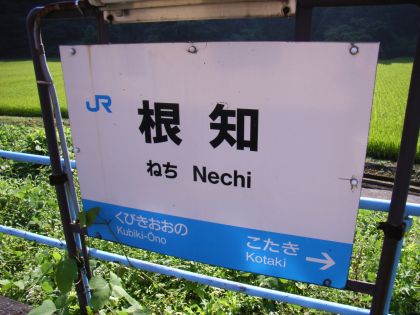 JR
根知
ねち Nechi
くびきおおの
Kubiki-Ōno
こたき
Kotaki →